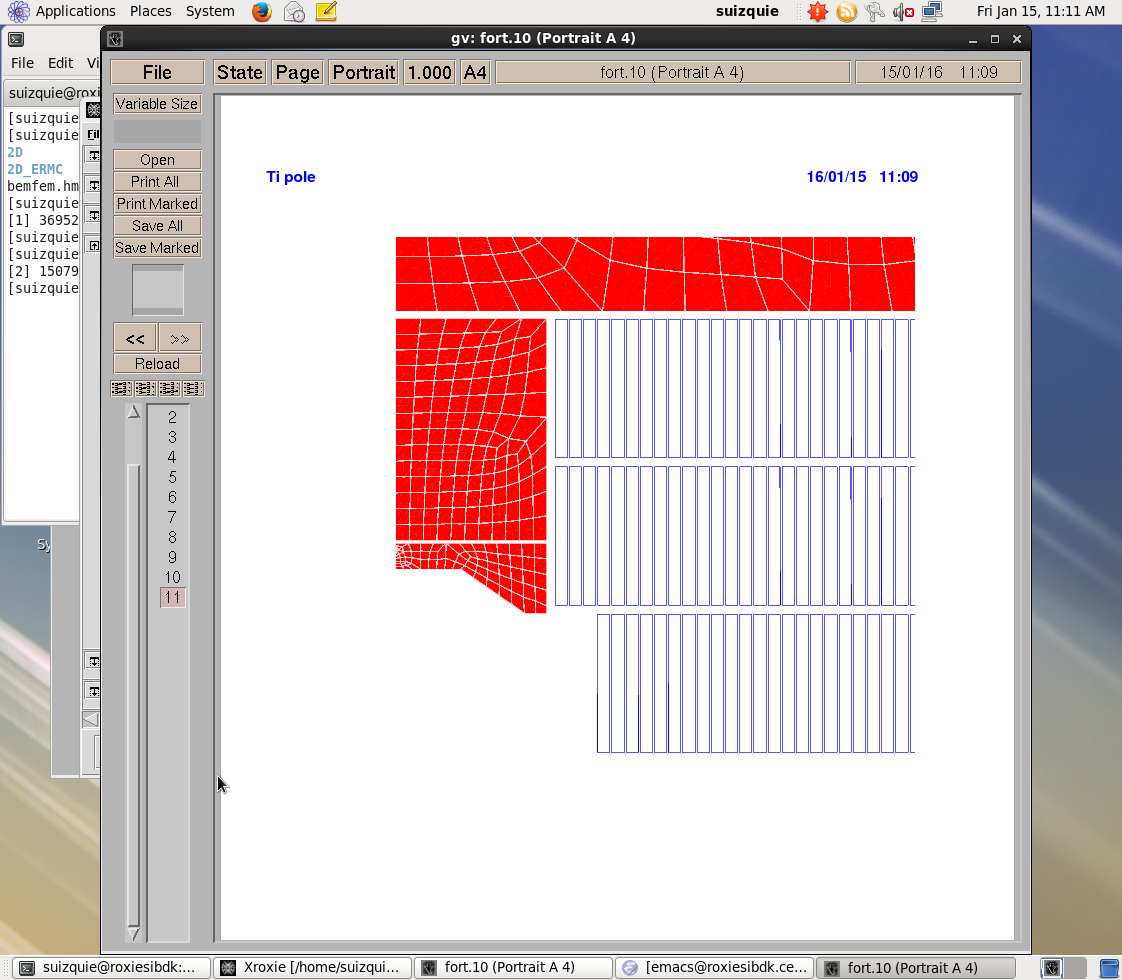 Applications Places System suizquie Fri Jan 15, 11:11 AM
gv: fort.10 (Portrait A 4)
File Edit Vi
File State Page Portrait 1.000 A4 fort.10 (Portrait A 4) 15/01/16 11:09
suizquie@roxi
Variable Size
[suizquie
[suizquie
2D
2D_ERMC
bemfem.hm
[suizquie
[1] 36952
[suizquie
[suizquie
[2] 15079
[suizquie
Fil
Open
Print All
Print Marked
Save All
Save Marked
<< >>
Reload
2
3
4
5
6
7
8
9
10
11
Sy
Ti pole 16/01/15 11:09
suizquie@roxiesibdk:... Xroxie [/home/suizqui... fort.10 (Portrait A 4) [emacs@roxiesibdk.ce... fort.10 (Portrait A 4)